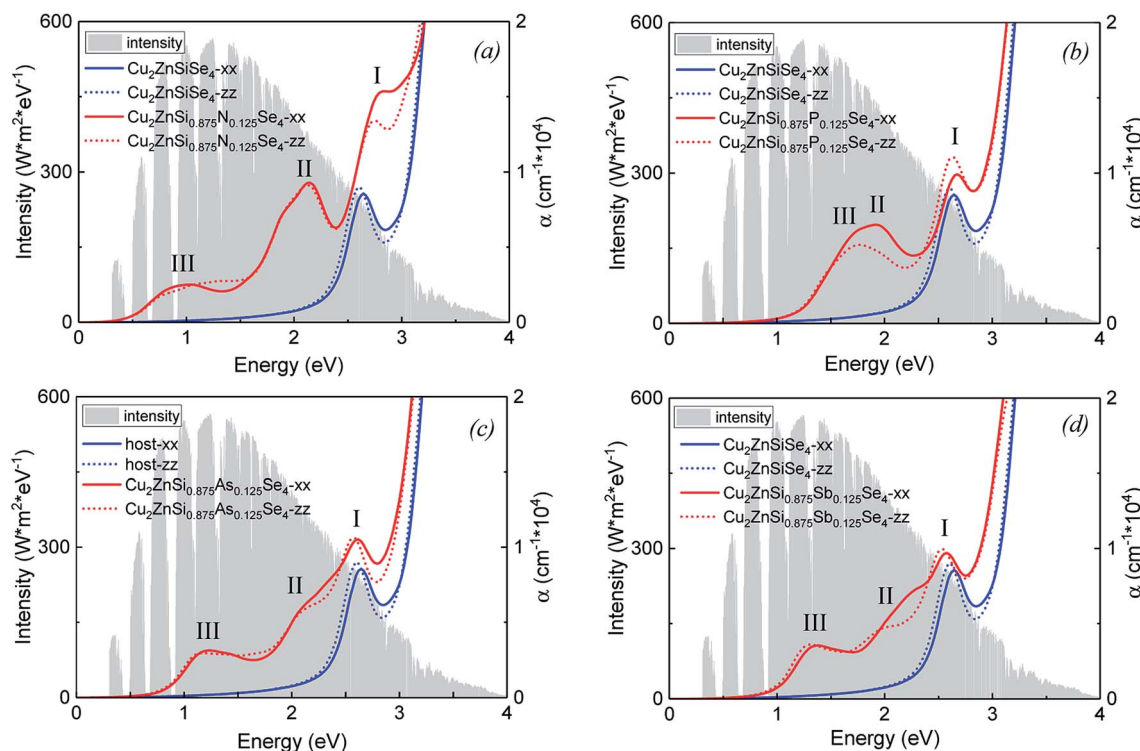 600
intensity
Cu₂ZnSiSe₄-xx
Cu₂ZnSiSe₄-zz
Cu₂ZnSi₀.₈₇₅N₀.₁₂₅Se₄-xx
Cu₂ZnSi₀.₈₇₅N₀.₁₂₅Se₄-zz
(a)
I
II
III
300
0
2
1
0
Intensity (W*m²*eV⁻¹)
α (cm⁻¹*10⁴)
0 1 2 3 4
Energy (eV)
600
intensity
Cu₂ZnSiSe₄-xx
Cu₂ZnSiSe₄-zz
Cu₂ZnSi₀.₈₇₅P₀.₁₂₅Se₄-xx
Cu₂ZnSi₀.₈₇₅P₀.₁₂₅Se₄-zz
(b)
I
III II
300
0
2
1
0
Intensity (W*m²*eV⁻¹)
α (cm⁻¹*10⁴)
0 1 2 3 4
Energy (eV)
600
intensity
host-xx
host-zz
Cu₂ZnSi₀.₈₇₅As₀.₁₂₅Se₄-xx
Cu₂ZnSi₀.₈₇₅As₀.₁₂₅Se₄-zz
(c)
I
II
III
300
0
2
1
0
Intensity (W*m²*eV⁻¹)
α (cm⁻¹*10⁴)
0 1 2 3 4
Energy (eV)
600
intensity
Cu₂ZnSiSe₄-xx
Cu₂ZnSiSe₄-zz
Cu₂ZnSi₀.₈₇₅Sb₀.₁₂₅Se₄-xx
Cu₂ZnSi₀.₈₇₅Sb₀.₁₂₅Se₄-zz
(d)
I
II
III
300
0
2
1
0
Intensity (W*m²*eV⁻¹)
α (cm⁻¹*10⁴)
0 1 2 3 4
Energy (eV)